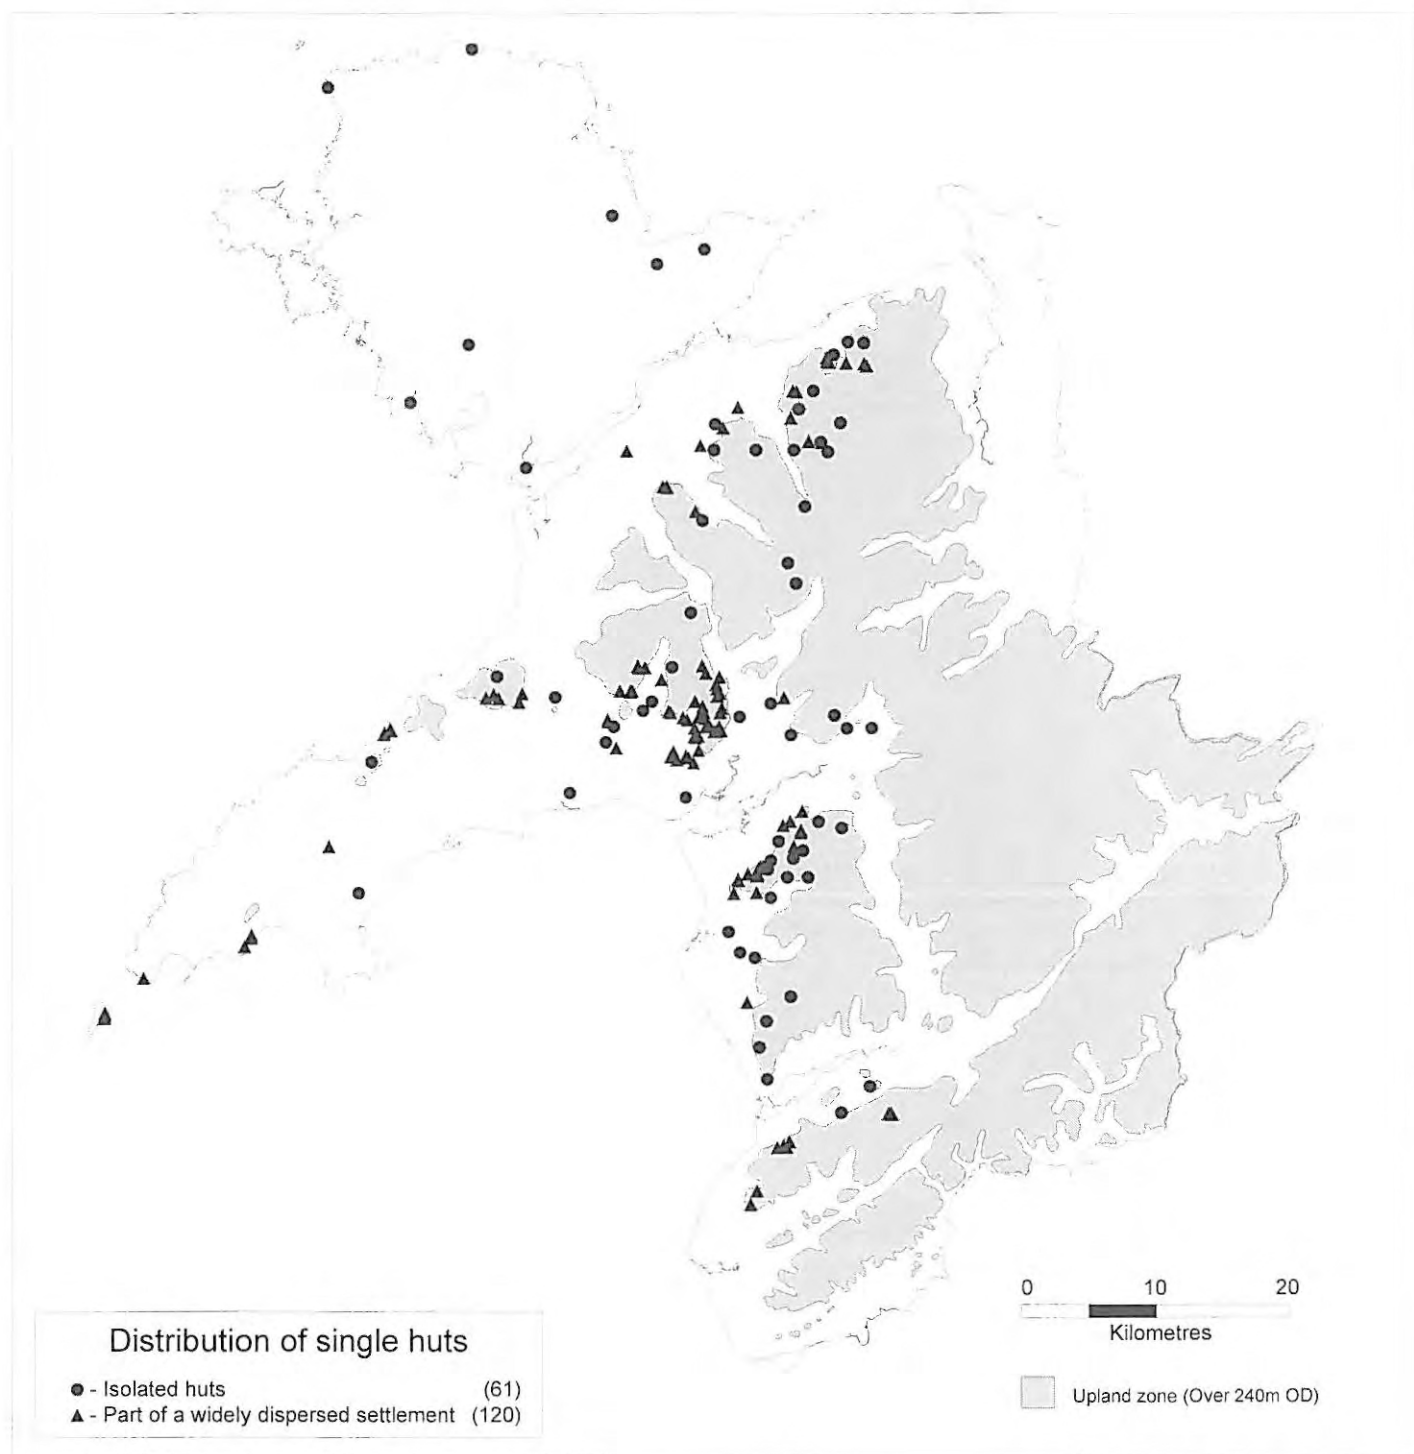 0 10 20
Kilometres
Upland zone (Over 240m OD)
Distribution of single huts
- Isolated huts (61)
- Part of a widely dispersed settlement (120)